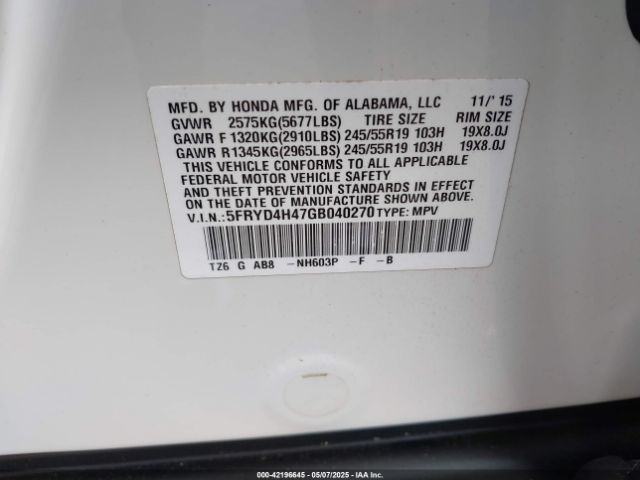 MFD. BY HONDA MFG. OF ALABAMA, LLC 11/' 15
GVWR 2575KG(5677LBS) TIRE SIZE RIM SIZE
GAWR F 1320KG(2910LBS) 245/55R19 103H 19X8.0J
GAWR R1345KG(2965LBS) 245/55R19 103H 19X8.0J
THIS VEHICLE CONFORMS TO ALL APPLICABLE
FEDERAL MOTOR VEHICLE SAFETY
AND THEFT PREVENTION STANDARDS IN EFFECT
ON THE DATE OF MANUFACTURE SHOWN ABOVE.
V.I.N.: 5FRYD4H47GB040270 TYPE: MPV
TZ6 G AB8 -NH603P -F -B
000-42196645 - 05/07/2025 - IAA Inc.